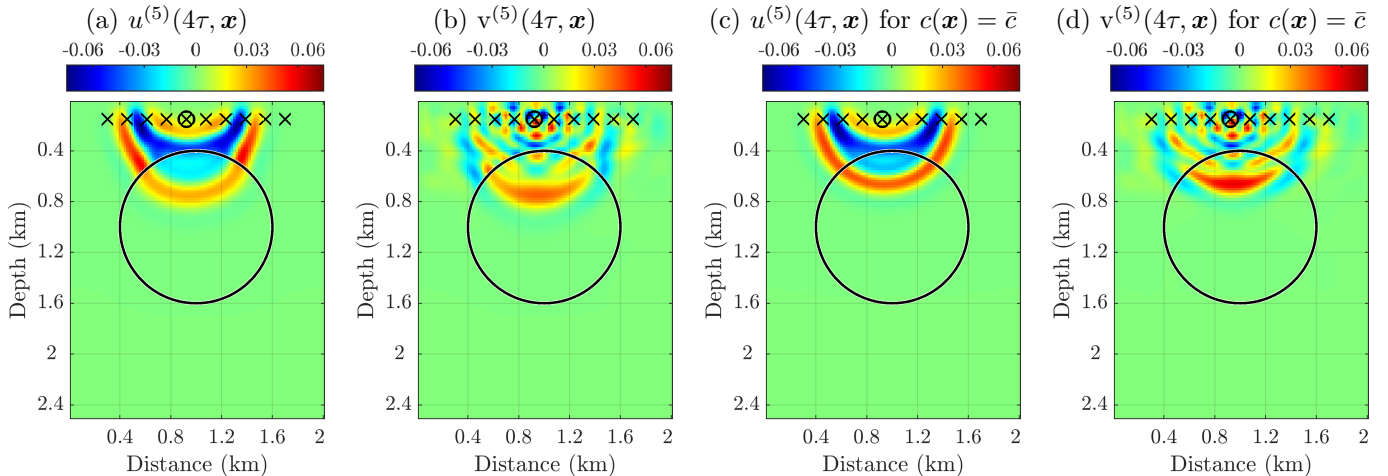 (a) u⁽⁵⁾(4τ, 𝒙)
-0.06 -0.03 0 0.03 0.06
Depth (km)
0.4
0.8
1.2
1.6
2
2.4
0.4 0.8 1.2 1.6 2
Distance (km)
(b) v⁽⁵⁾(4τ, 𝒙)
-0.06 -0.03 0 0.03 0.06
Depth (km)
0.4
0.8
1.2
1.6
2
2.4
0.4 0.8 1.2 1.6 2
Distance (km)
(c) u⁽⁵⁾(4τ, 𝒙) for c(𝒙) = c̄
-0.06 -0.03 0 0.03 0.06
Depth (km)
0.4
0.8
1.2
1.6
2
2.4
0.4 0.8 1.2 1.6 2
Distance (km)
(d) v⁽⁵⁾(4τ, 𝒙) for c(𝒙) = c̄
-0.06 -0.03 0 0.03 0.06
Depth (km)
0.4
0.8
1.2
1.6
2
2.4
0.4 0.8 1.2 1.6 2
Distance (km)